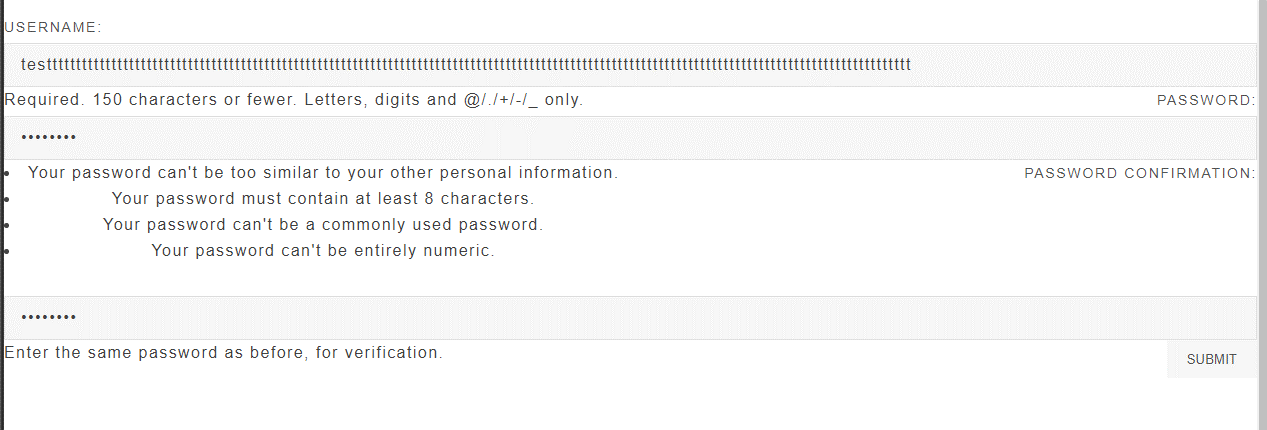 USERNAME:
testttttttttttttttttttttttttttttttttttttttttttttttttttttttttttttttttttttttttttttttttttttttttttttttttttttttttttttttttttttttttttttttttttttttttttttttttttt
Required. 150 characters or fewer. Letters, digits and @/./+/-/_ only. PASSWORD:
••••••••
• Your password can't be too similar to your other personal information. PASSWORD CONFIRMATION:
• Your password must contain at least 8 characters.
• Your password can't be a commonly used password.
• Your password can't be entirely numeric.
••••••••
Enter the same password as before, for verification. SUBMIT